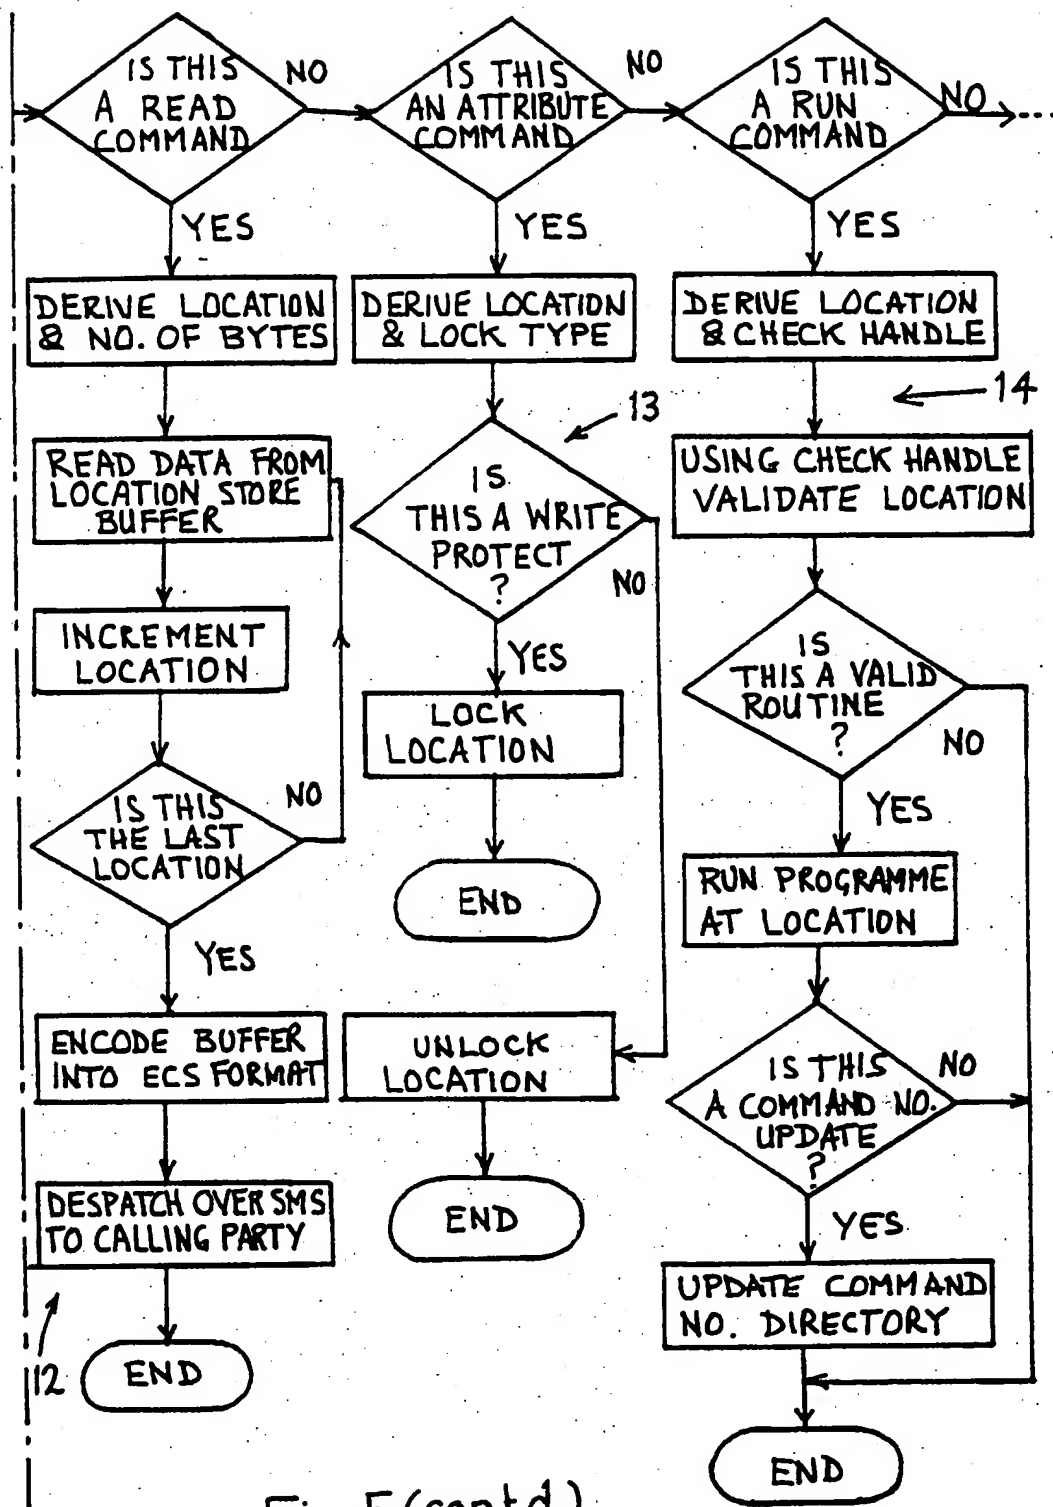 IS THIS
A READ
COMMAND
NO
YES
DERIVE LOCATION
& NO. OF BYTES
READ DATA FROM
LOCATION STORE
BUFFER
INCREMENT
LOCATION
IS THIS
THE LAST
LOCATION
NO
YES
ENCODE BUFFER
INTO ECS FORMAT
DESPATCH OVER SMS
TO CALLING PARTY
12
END
IS THIS
AN ATTRIBUTE
COMMAND
NO
YES
DERIVE LOCATION
& LOCK TYPE
13
IS
THIS A WRITE
PROTECT
?
NO
YES
LOCK
LOCATION
END
UNLOCK
LOCATION
END
IS THIS
A RUN
COMMAND
NO
YES
DERIVE LOCATION
& CHECK HANDLE
14
USING CHECK HANDLE
VALIDATE LOCATION
IS
THIS A VALID
ROUTINE
?
NO
YES
RUN PROGRAMME
AT LOCATION
IS THIS
A COMMAND NO.
UPDATE
?
NO
YES
UPDATE COMMAND
NO. DIRECTORY
END
Fig. 5 (contd)